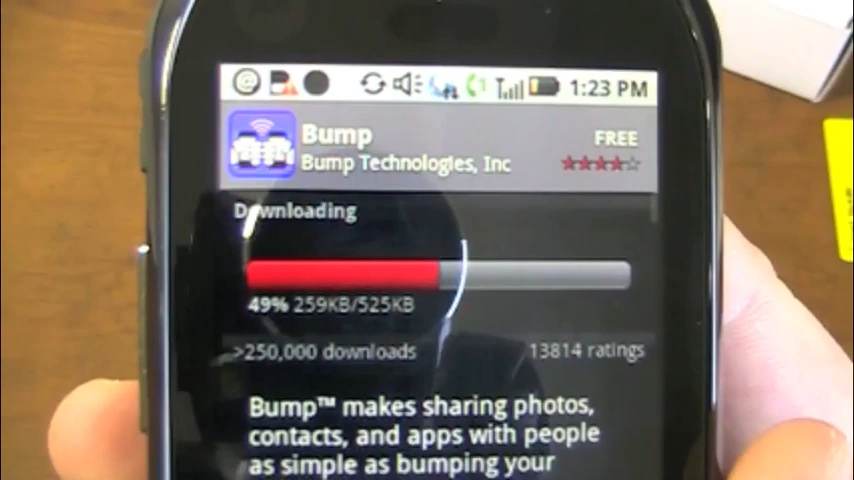 1:23 PM
Bump
FREE
Bump Technologies, Inc
Downloading
49% 259KB/525KB
>250,000 downloads
13814 ratings
Bump™ makes sharing photos,
contacts, and apps with people
as simple as bumping your